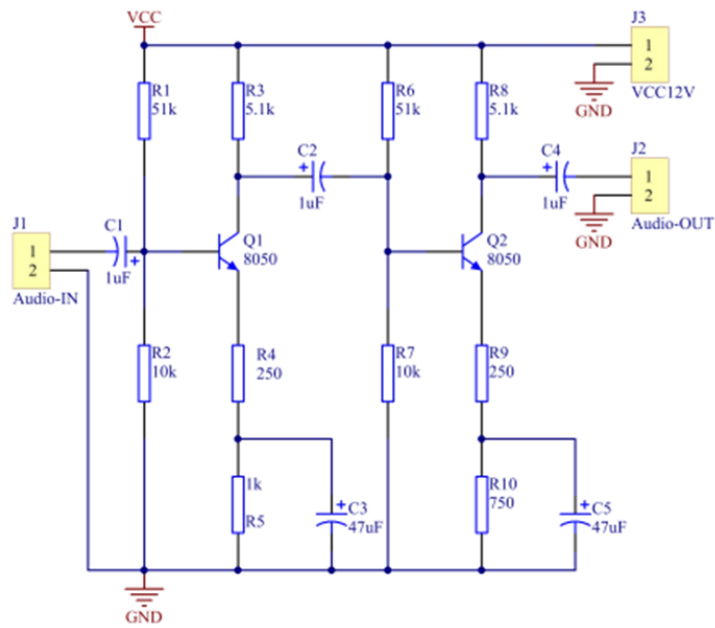 VCC
J3
1
2
VCC12V
GND
R1
51k
R3
5.1k
R6
51k
R8
5.1k
C2
1uF
C4
1uF
J2
1
2
Audio-OUT
GND
J1
1
2
Audio-IN
C1
1uF
Q1
8050
Q2
8050
R2
10k
R4
250
R7
10k
R9
250
1k
R5
C3
47uF
R10
750
C5
47uF
GND